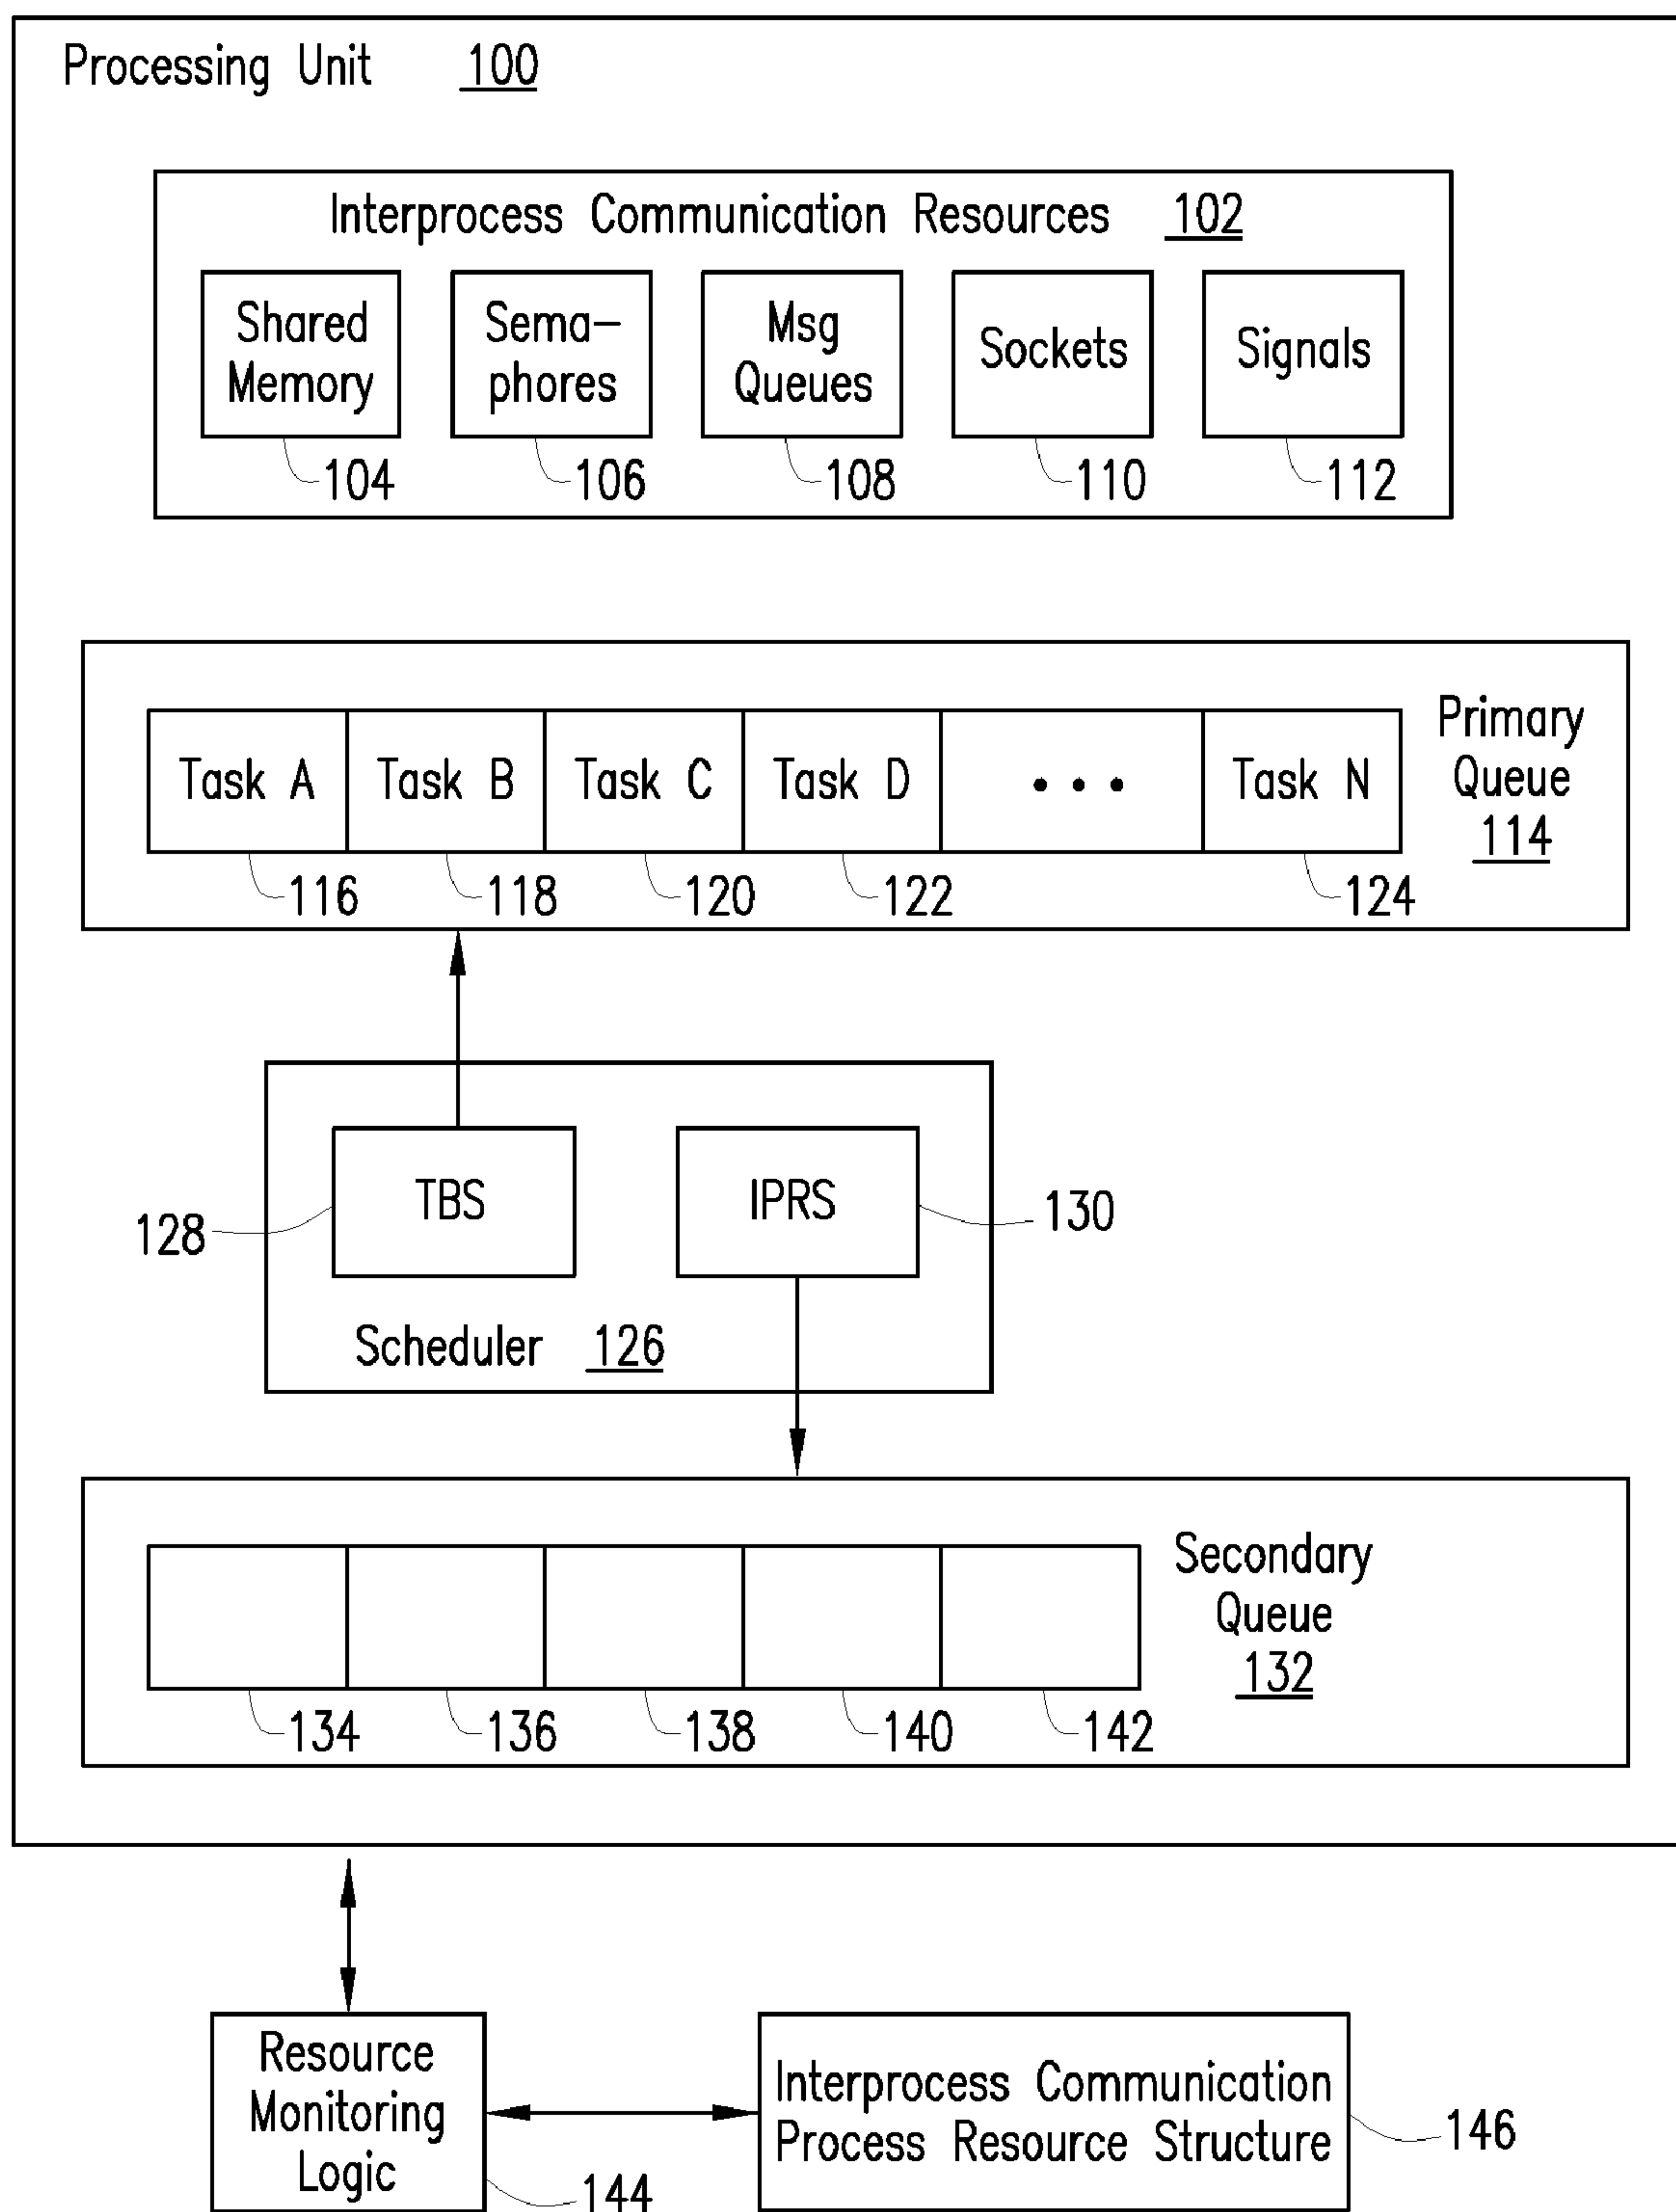 Processing Unit 100
Interprocess Communication Resources 102
Shared
Memory
Sema-
phores
Msg
Queues
Sockets
Signals
104 106 108 110 112
Primary
Queue
114
Task A Task B Task C Task D • • • Task N
116 118 120 122 124
TBS
IPRS
128
130
Scheduler 126
Secondary
Queue
132
134 136 138 140 142
Resource
Monitoring
Logic
144
Interprocess Communication
Process Resource Structure
146